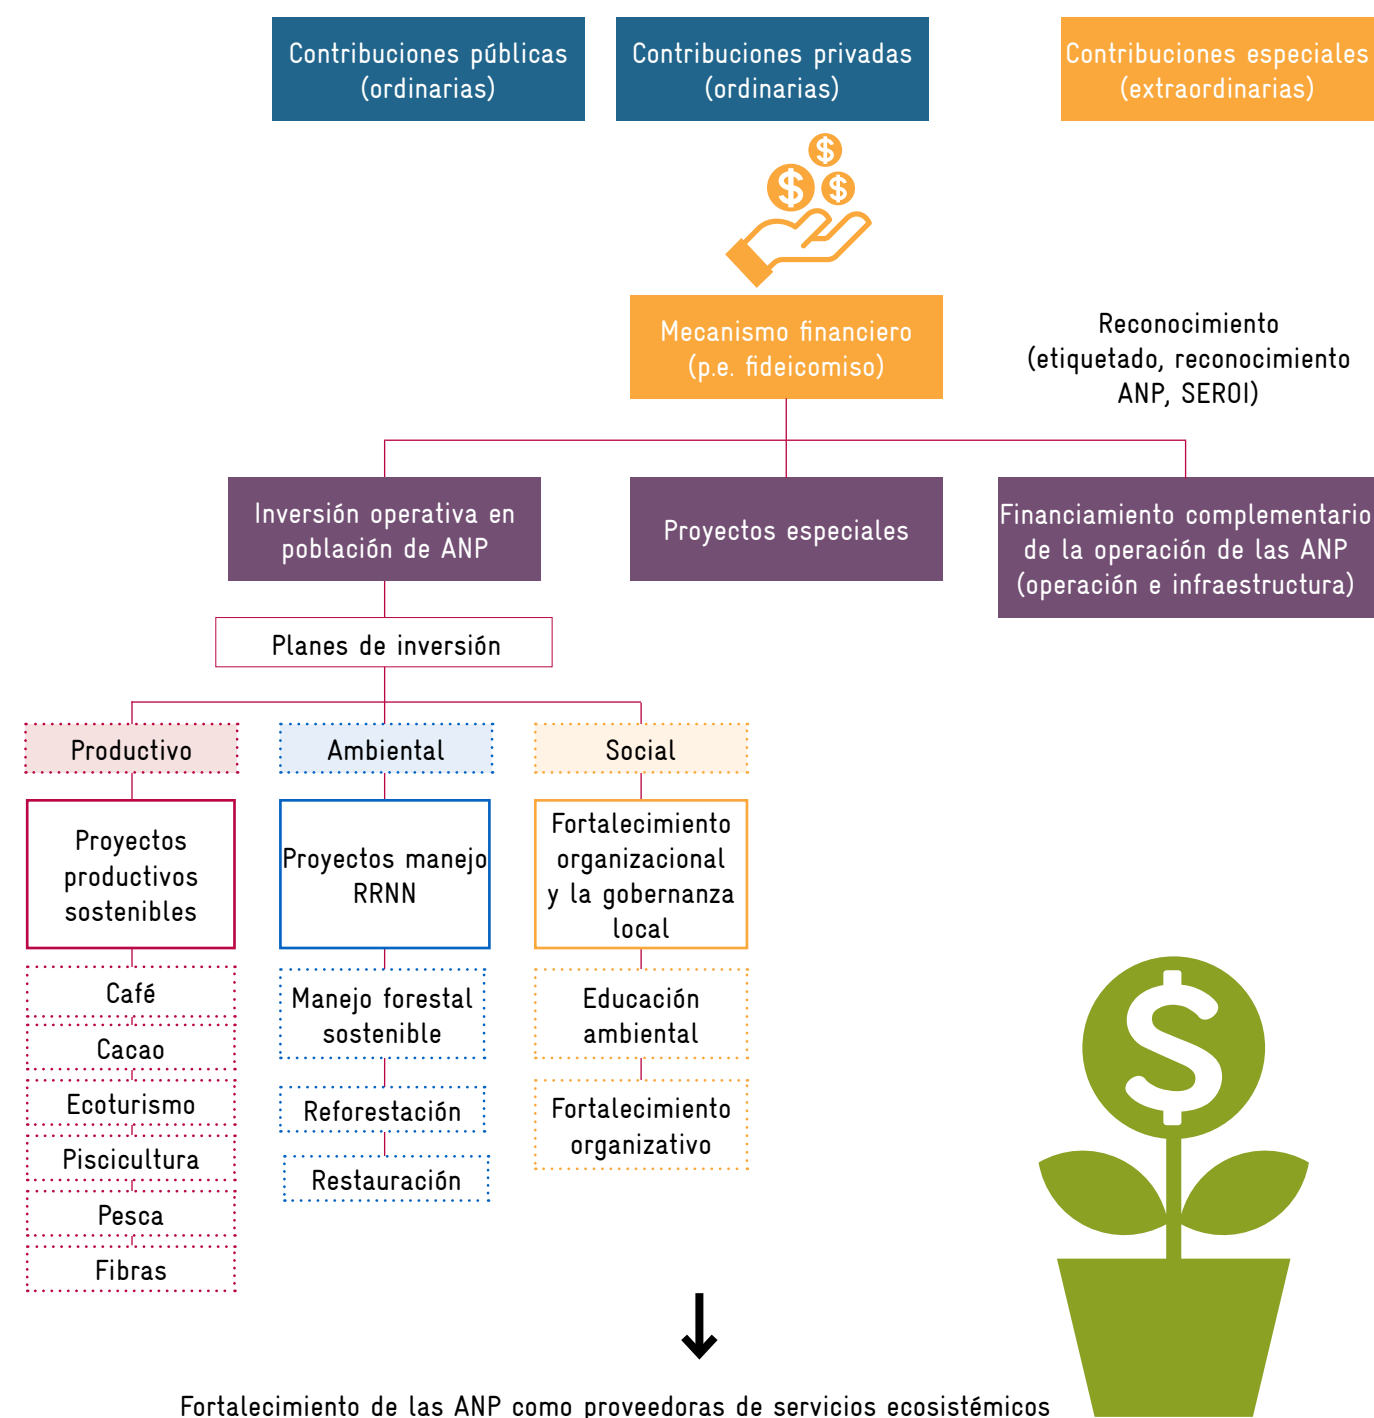 Contribuciones públicas
(ordinarias)
Contribuciones privadas
(ordinarias)
Contribuciones especiales
(extraordinarias)
$
$
$
Mecanismo financiero
(p.e. fideicomiso)
Reconocimiento
(etiquetado, reconocimiento
ANP, SEROI)
Inversión operativa en
población de ANP
Proyectos especiales
Financiamiento complementario
de la operación de las ANP
(operación e infraestructura)
Planes de inversión
Productivo
Ambiental
Social
Proyectos
productivos
sostenibles
Proyectos manejo
RRNN
Fortalecimiento
organizacional
y la gobernanza
local
Café
Cacao
Ecoturismo
Piscicultura
Pesca
Fibras
Manejo forestal
sostenible
Reforestación
Restauración
Educación
ambiental
Fortalecimiento
organizativo
$
Fortalecimiento de las ANP como proveedoras de servicios ecosistémicos